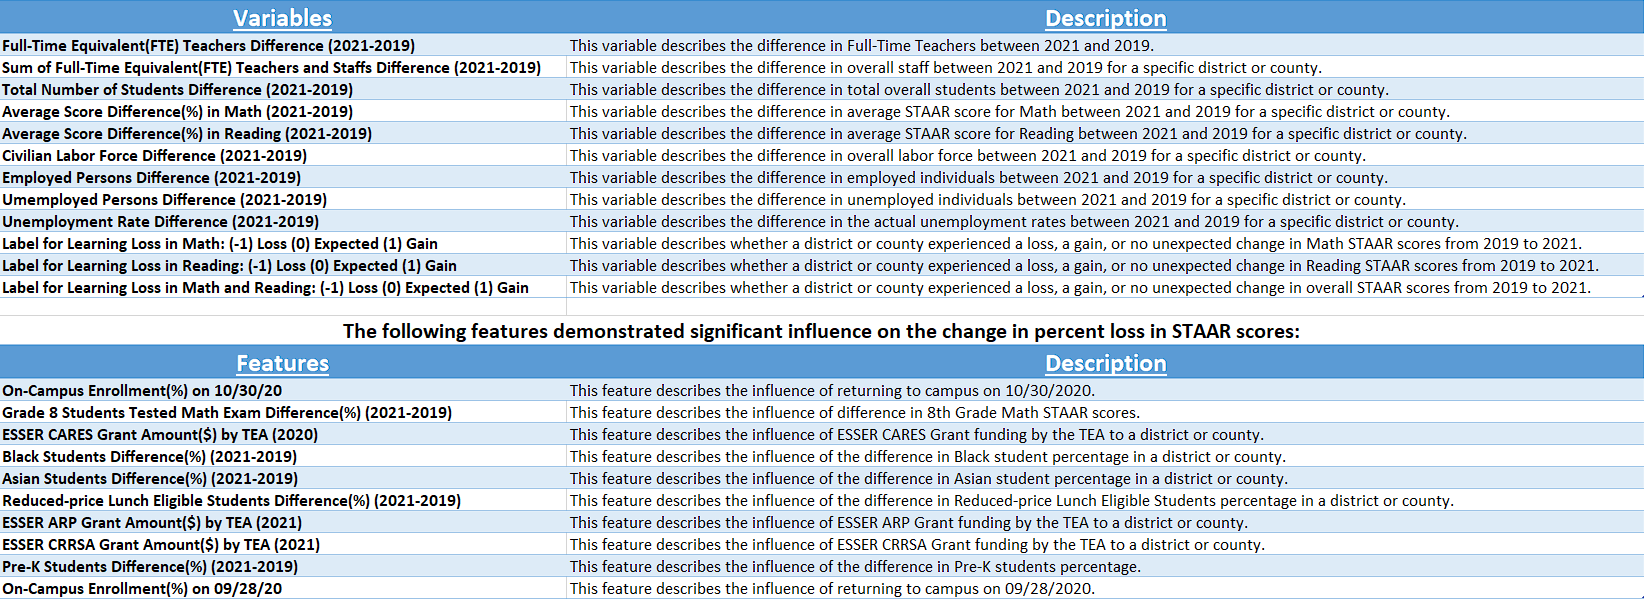 Variables Description
Full-Time Equivalent(FTE) Teachers Difference (2021-2019) This variable describes the difference in Full-Time Teachers between 2021 and 2019.
Sum of Full-Time Equivalent(FTE) Teachers and Staffs Difference (2021-2019) This variable describes the difference in overall staff between 2021 and 2019 for a specific district or county.
Total Number of Students Difference (2021-2019) This variable describes the difference in total overall students between 2021 and 2019 for a specific district or county.
Average Score Difference(%) in Math (2021-2019) This variable describes the difference in average STAAR score for Math between 2021 and 2019 for a specific district or county.
Average Score Difference(%) in Reading (2021-2019) This variable describes the difference in average STAAR score for Reading between 2021 and 2019 for a specific district or county.
Civilian Labor Force Difference (2021-2019) This variable describes the difference in overall labor force between 2021 and 2019 for a specific district or county.
Employed Persons Difference (2021-2019) This variable describes the difference in employed individuals between 2021 and 2019 for a specific district or county.
Umemployed Persons Difference (2021-2019) This variable describes the difference in unemployed individuals between 2021 and 2019 for a specific district or county.
Unemployment Rate Difference (2021-2019) This variable describes the difference in the actual unemployment rates between 2021 and 2019 for a specific district or county.
Label for Learning Loss in Math: (-1) Loss (0) Expected (1) Gain This variable describes whether a district or county experienced a loss, a gain, or no unexpected change in Math STAAR scores from 2019 to 2021.
Label for Learning Loss in Reading: (-1) Loss (0) Expected (1) Gain This variable describes whether a district or county experienced a loss, a gain, or no unexpected change in Reading STAAR scores from 2019 to 2021.
Label for Learning Loss in Math and Reading: (-1) Loss (0) Expected (1) Gain This variable describes whether a district or county experienced a loss, a gain, or no unexpected change in overall STAAR scores from 2019 to 2021.
The following features demonstrated significant influence on the change in percent loss in STAAR scores:
Features Description
On-Campus Enrollment(%) on 10/30/20 This feature describes the influence of returning to campus on 10/30/2020.
Grade 8 Students Tested Math Exam Difference(%) (2021-2019) This feature describes the influence of difference in 8th Grade Math STAAR scores.
ESSER CARES Grant Amount($) by TEA (2020) This feature describes the influence of ESSER CARES Grant funding by the TEA to a district or county.
Black Students Difference(%) (2021-2019) This feature describes the influence of the difference in Black student percentage in a district or county.
Asian Students Difference(%) (2021-2019) This feature describes the influence of the difference in Asian student percentage in a district or county.
Reduced-price Lunch Eligible Students Difference(%) (2021-2019) This feature describes the influence of the difference in Reduced-price Lunch Eligible Students percentage in a district or county.
ESSER ARP Grant Amount($) by TEA (2021) This feature describes the influence of ESSER ARP Grant funding by the TEA to a district or county.
ESSER CRRSA Grant Amount($) by TEA (2021) This feature describes the influence of ESSER CRRSA Grant funding by the TEA to a district or county.
Pre-K Students Difference(%) (2021-2019) This feature describes the influence of the difference in Pre-K students percentage.
On-Campus Enrollment(%) on 09/28/20 This feature describes the influence of returning to campus on 09/28/2020.